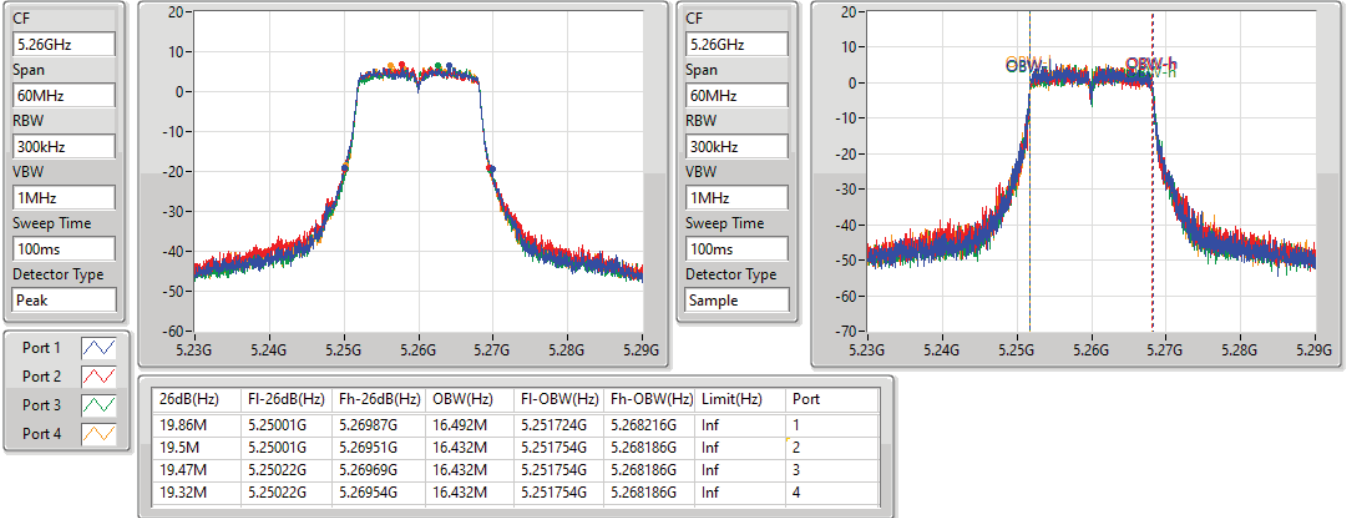 CF
5.26GHz
Span
60MHz
RBW
300kHz
VBW
1MHz
Sweep Time
100ms
Detector Type
Peak
20
10
0
-10
-20
-30
-40
-50
-60
5.23G 5.24G 5.25G 5.26G 5.27G 5.28G 5.29G
CF
5.26GHz
Span
60MHz
RBW
300kHz
VBW
1MHz
Sweep Time
100ms
Detector Type
Sample
20
10
0
-10
-20
-30
-40
-50
-60
-70
OBW-l OBW-h
5.23G 5.24G 5.25G 5.26G 5.27G 5.28G 5.29G
Port 1
Port 2
Port 3
Port 4
26dB(Hz) Fl-26dB(Hz) Fh-26dB(Hz) OBW(Hz) Fl-OBW(Hz) Fh-OBW(Hz) Limit(Hz) Port
19.86M 5.25001G 5.26987G 16.492M 5.251724G 5.268216G Inf 1
19.5M 5.25001G 5.26951G 16.432M 5.251754G 5.268186G Inf 2
19.47M 5.25022G 5.26969G 16.432M 5.251754G 5.268186G Inf 3
19.32M 5.25022G 5.26954G 16.432M 5.251754G 5.268186G Inf 4